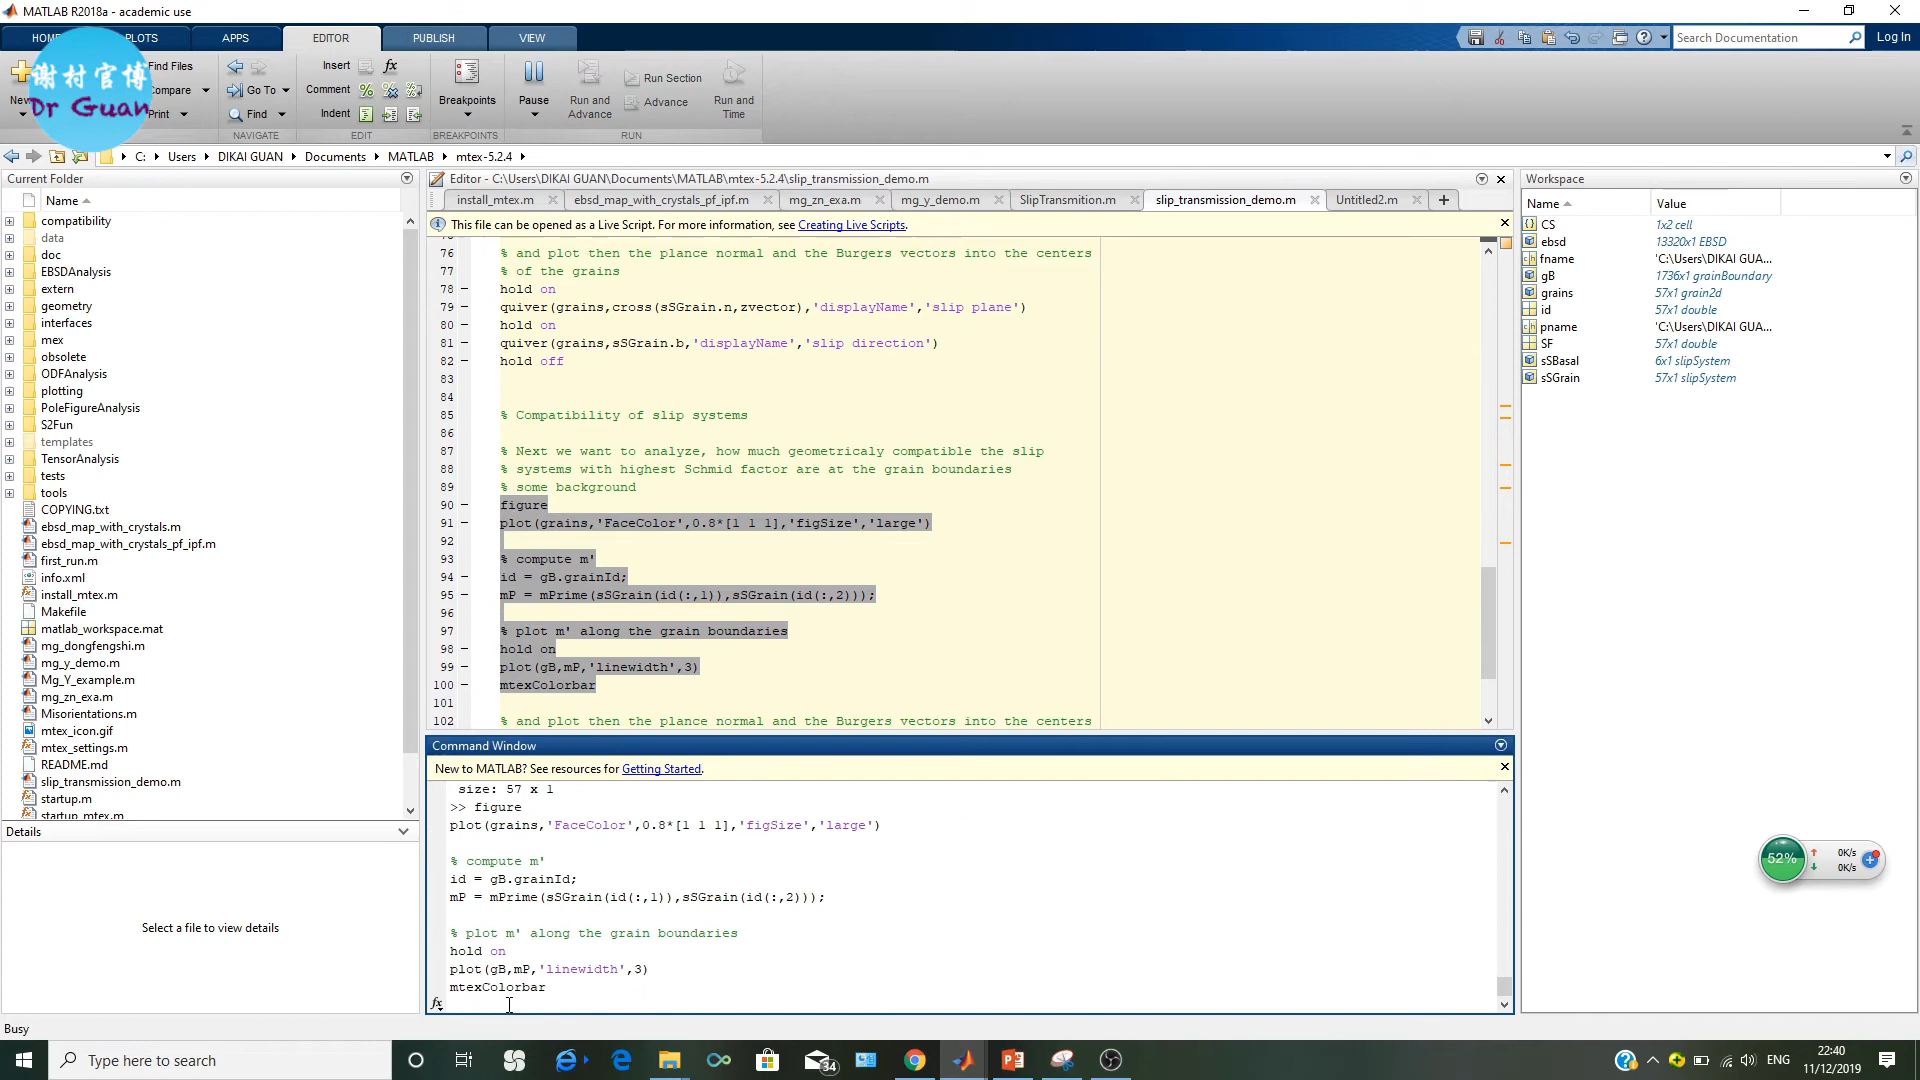 MATLAB R2018a - academic use
HOME PLOTS APPS EDITOR PUBLISH VIEW
Search Documentation
Log In
谢村官博
Dr Guan
New
Find Files
Compare
Print
Go To
Find
NAVIGATE
Insert
Comment
Indent
EDIT
Breakpoints
BREAKPOINTS
Pause
Run and
Advance
Run Section
Advance
Run and
Time
RUN
C: Users DIKAI GUAN Documents MATLAB mtex-5.2.4
Current Folder
Name
compatibility
data
doc
EBSDAnalysis
extern
geometry
interfaces
mex
obsolete
ODFAnalysis
plotting
PoleFigureAnalysis
S2Fun
templates
TensorAnalysis
tests
tools
COPYING.txt
ebsd_map_with_crystals.m
ebsd_map_with_crystals_pf_ipf.m
first_run.m
info.xml
install_mtex.m
Makefile
matlab_workspace.mat
mg_dongfengshi.m
mg_y_demo.m
Mg_Y_example.m
mg_zn_exa.m
Misorientations.m
mtex_icon.gif
mtex_settings.m
README.md
slip_transmission_demo.m
startup.m
startup_mtex.m
Details
Select a file to view details
Busy
Editor - C:\Users\DIKAI GUAN\Documents\MATLAB\mtex-5.2.4\slip_transmission_demo.m
install_mtex.m ebsd_map_with_crystals_pf_ipf.m mg_zn_exa.m mg_y_demo.m SlipTransmition.m slip_transmission_demo.m Untitled2.m
This file can be opened as a Live Script. For more information, see Creating Live Scripts.
76 % and plot then the plance normal and the Burgers vectors into the centers
77 % of the grains
78 hold on
79 quiver(grains,cross(sSGrain.n,zvector),'displayName','slip plane')
80 hold on
81 quiver(grains,sSGrain.b,'displayName','slip direction')
82 hold off
83
84
85 % Compatibility of slip systems
86
87 % Next we want to analyze, how much geometricaly compatible the slip
88 % systems with highest Schmid factor are at the grain boundaries
89 % some background
90 figure
91 plot(grains,'FaceColor',0.8*[1 1 1],'figSize','large')
92
93 % compute m'
94 id = gB.grainId;
95 mP = mPrime(sSGrain(id(:,1)),sSGrain(id(:,2)));
96
97 % plot m' along the grain boundaries
98 hold on
99 plot(gB,mP,'linewidth',3)
100 mtexColorbar
101
102 % and plot then the plance normal and the Burgers vectors into the centers
Command Window
New to MATLAB? See resources for Getting Started.
size: 57 x 1
>> figure
plot(grains,'FaceColor',0.8*[1 1 1],'figSize','large')
% compute m'
id = gB.grainId;
mP = mPrime(sSGrain(id(:,1)),sSGrain(id(:,2)));
% plot m' along the grain boundaries
hold on
plot(gB,mP,'linewidth',3)
mtexColorbar
fx
Workspace
Name Value
CS 1x2 cell
ebsd 13320x1 EBSD
fname 'C:\Users\DIKAI GUA...
gB 1736x1 grainBoundary
grains 57x1 grain2d
id 57x1 double
pname 'C:\Users\DIKAI GUA...
SF 57x1 double
sSBasal 6x1 slipSystem
sSGrain 57x1 slipSystem
52%
0K/s
0K/s
Type here to search
34
ENG
22:40
11/12/2019